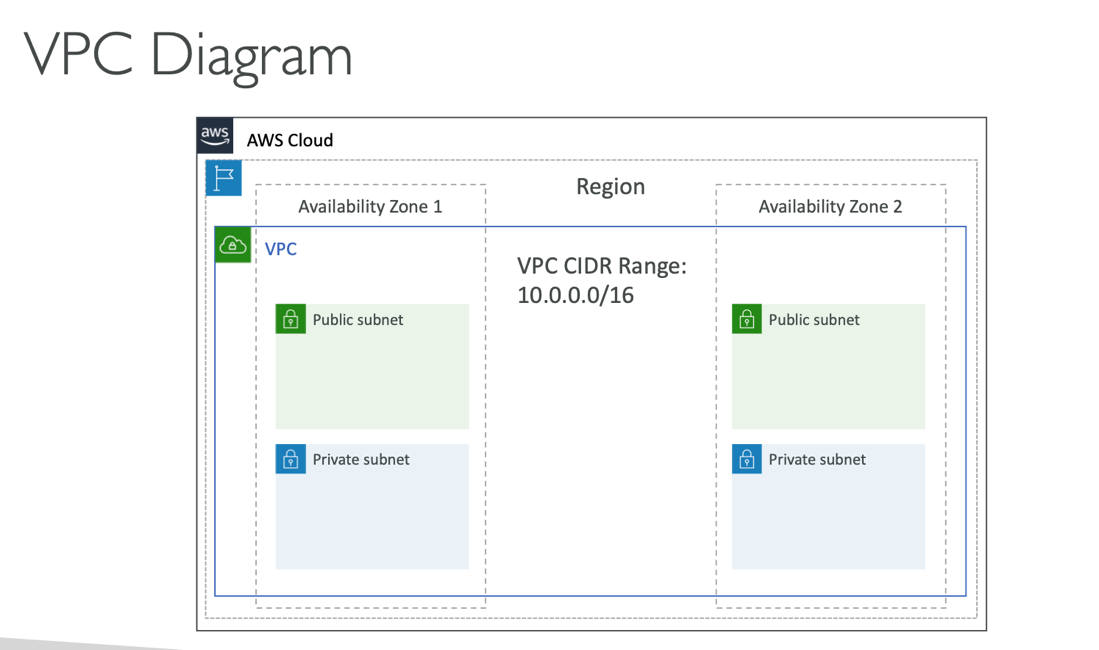 VPC Diagram
aws
AWS Cloud
Region
Availability Zone 1
Availability Zone 2
VPC
VPC CIDR Range:
10.0.0.0/16
Public subnet
Public subnet
Private subnet
Private subnet